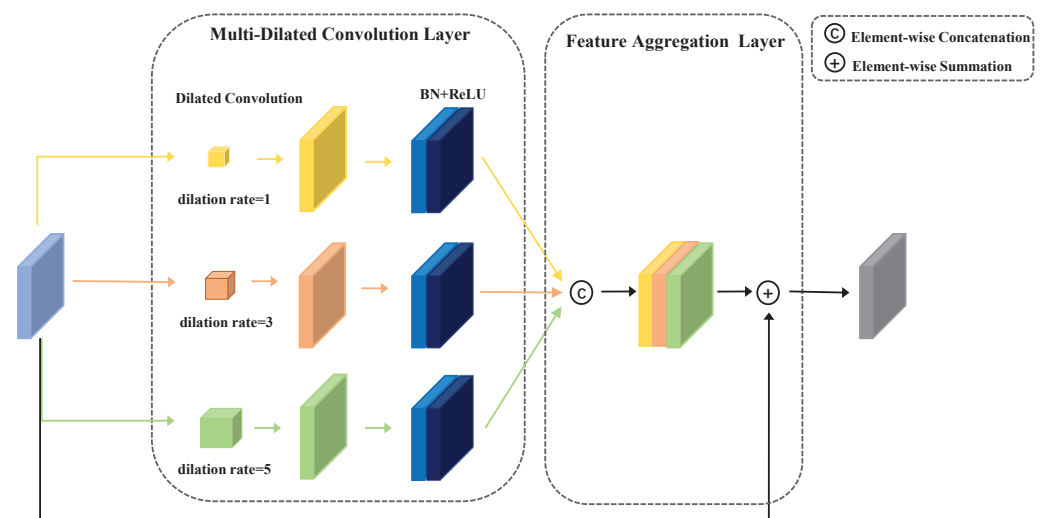 Multi-Dilated Convolution Layer
Feature Aggregation Layer
C Element-wise Concatenation
+ Element-wise Summation
Dilated Convolution
BN+ReLU
dilation rate=1
dilation rate=3
C
+
dilation rate=5